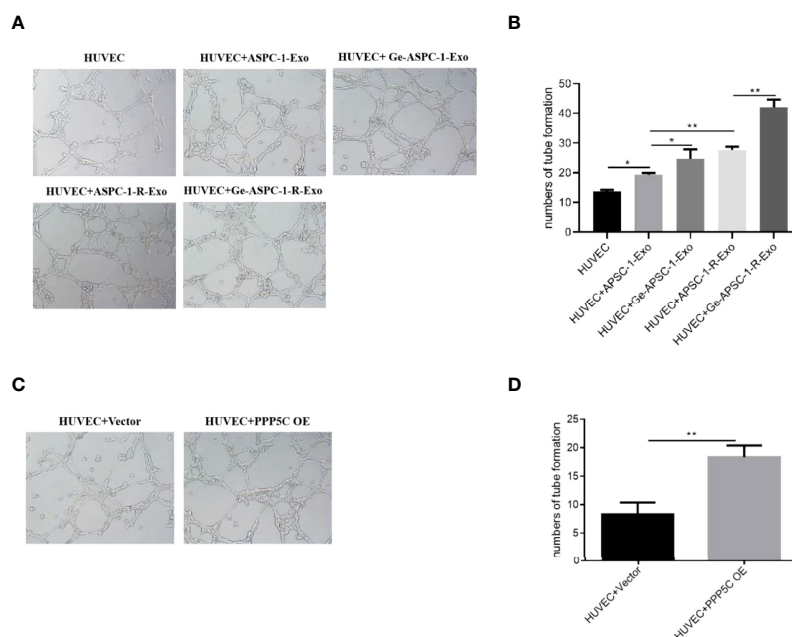 A
HUVEC
HUVEC+ASPC-1-Exo
HUVEC+ Ge-ASPC-1-Exo
HUVEC+ASPC-1-R-Exo
HUVEC+Ge-ASPC-1-R-Exo
B
numbers of tube formation
50
40
30
20
10
0
*
*
**
**
HUVEC
HUVEC+APSC-1-Exo
HUVEC+Ge-APSC-1-Exo
HUVEC+APSC-1-R-Exo
HUVEC+Ge-APSC-1-R-Exo
C
HUVEC+Vector
HUVEC+PPP5C OE
D
numbers of tube formation
25
20
15
10
5
0
**
HUVEC+Vector
HUVEC+PPP5C OE